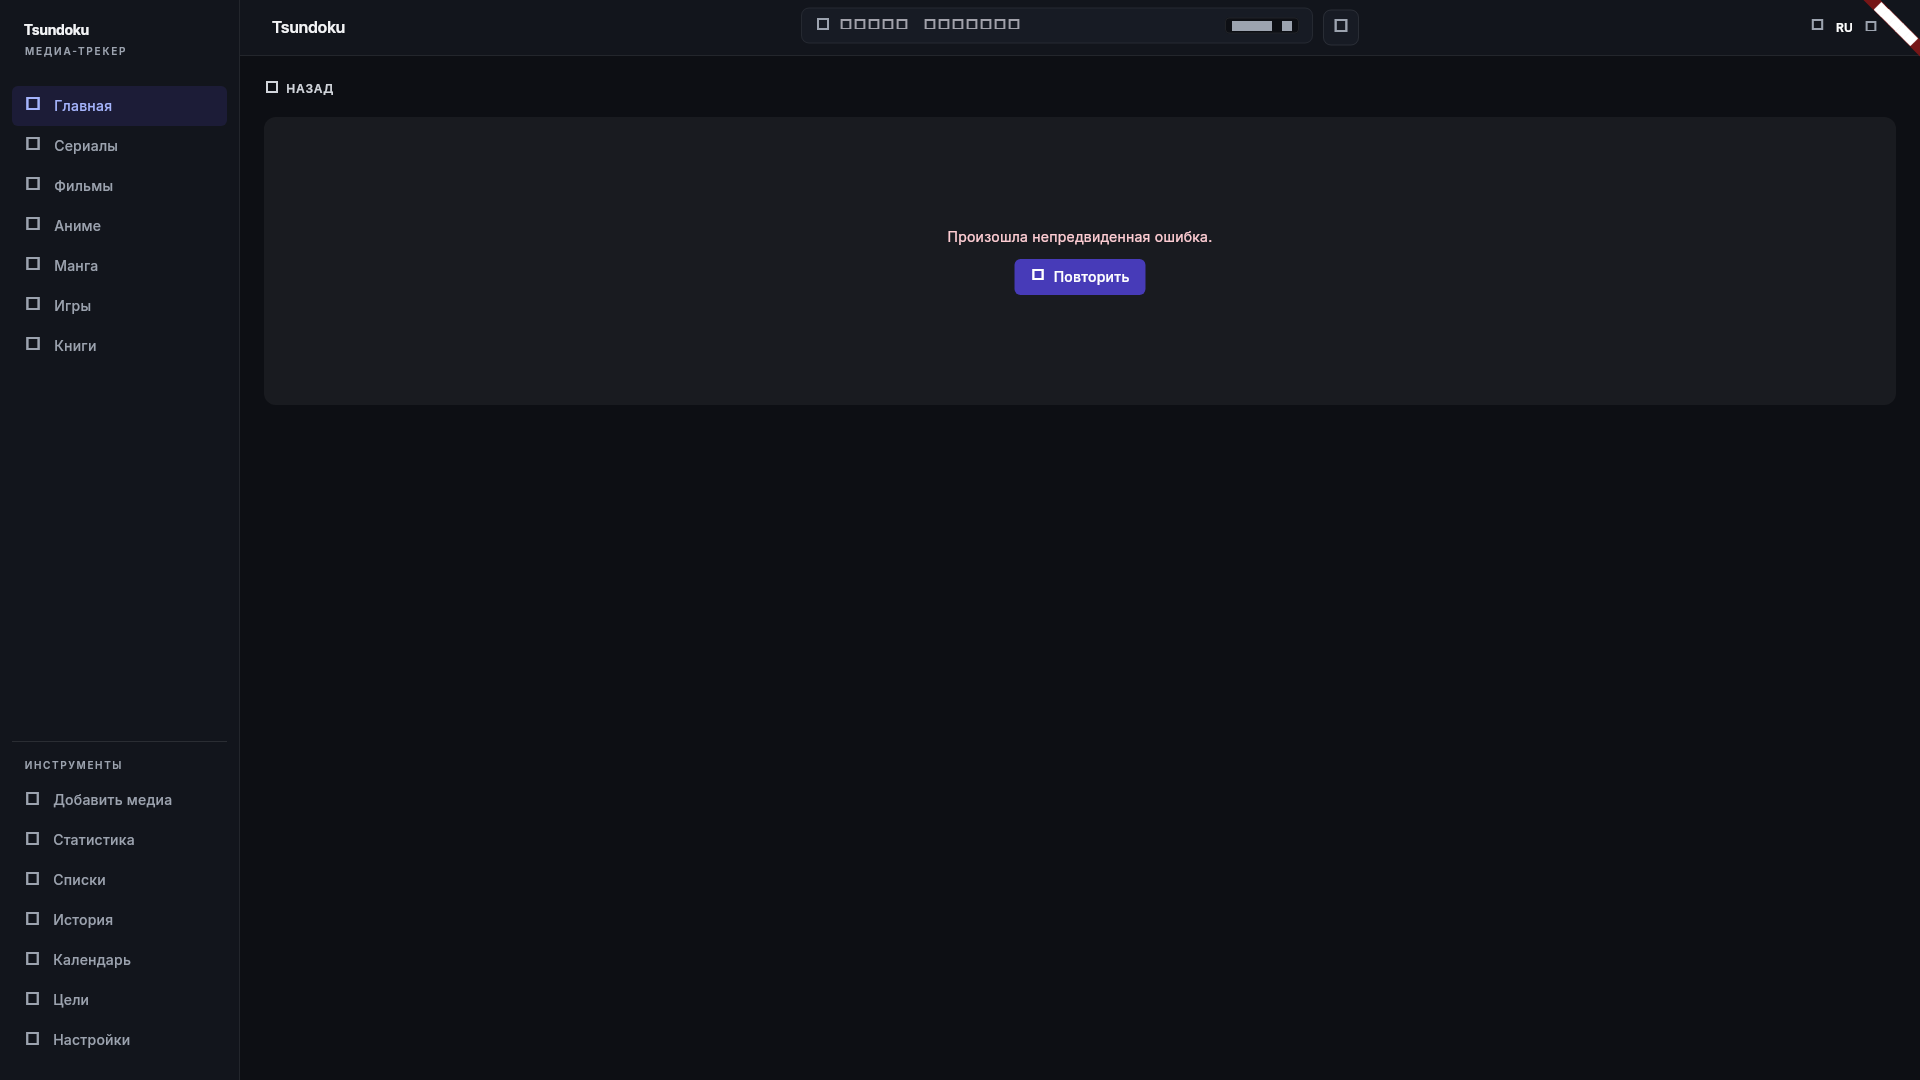 Tsundoku
МЕДИА-ТРЕКЕР
Главная
Сериалы
Фильмы
Аниме
Манга
Игры
Книги
ИНСТРУМЕНТЫ
Добавить медиа
Статистика
Списки
История
Календарь
Цели
Настройки
Tsundoku
RU
НАЗАД
Произошла непредвиденная ошибка.
Повторить